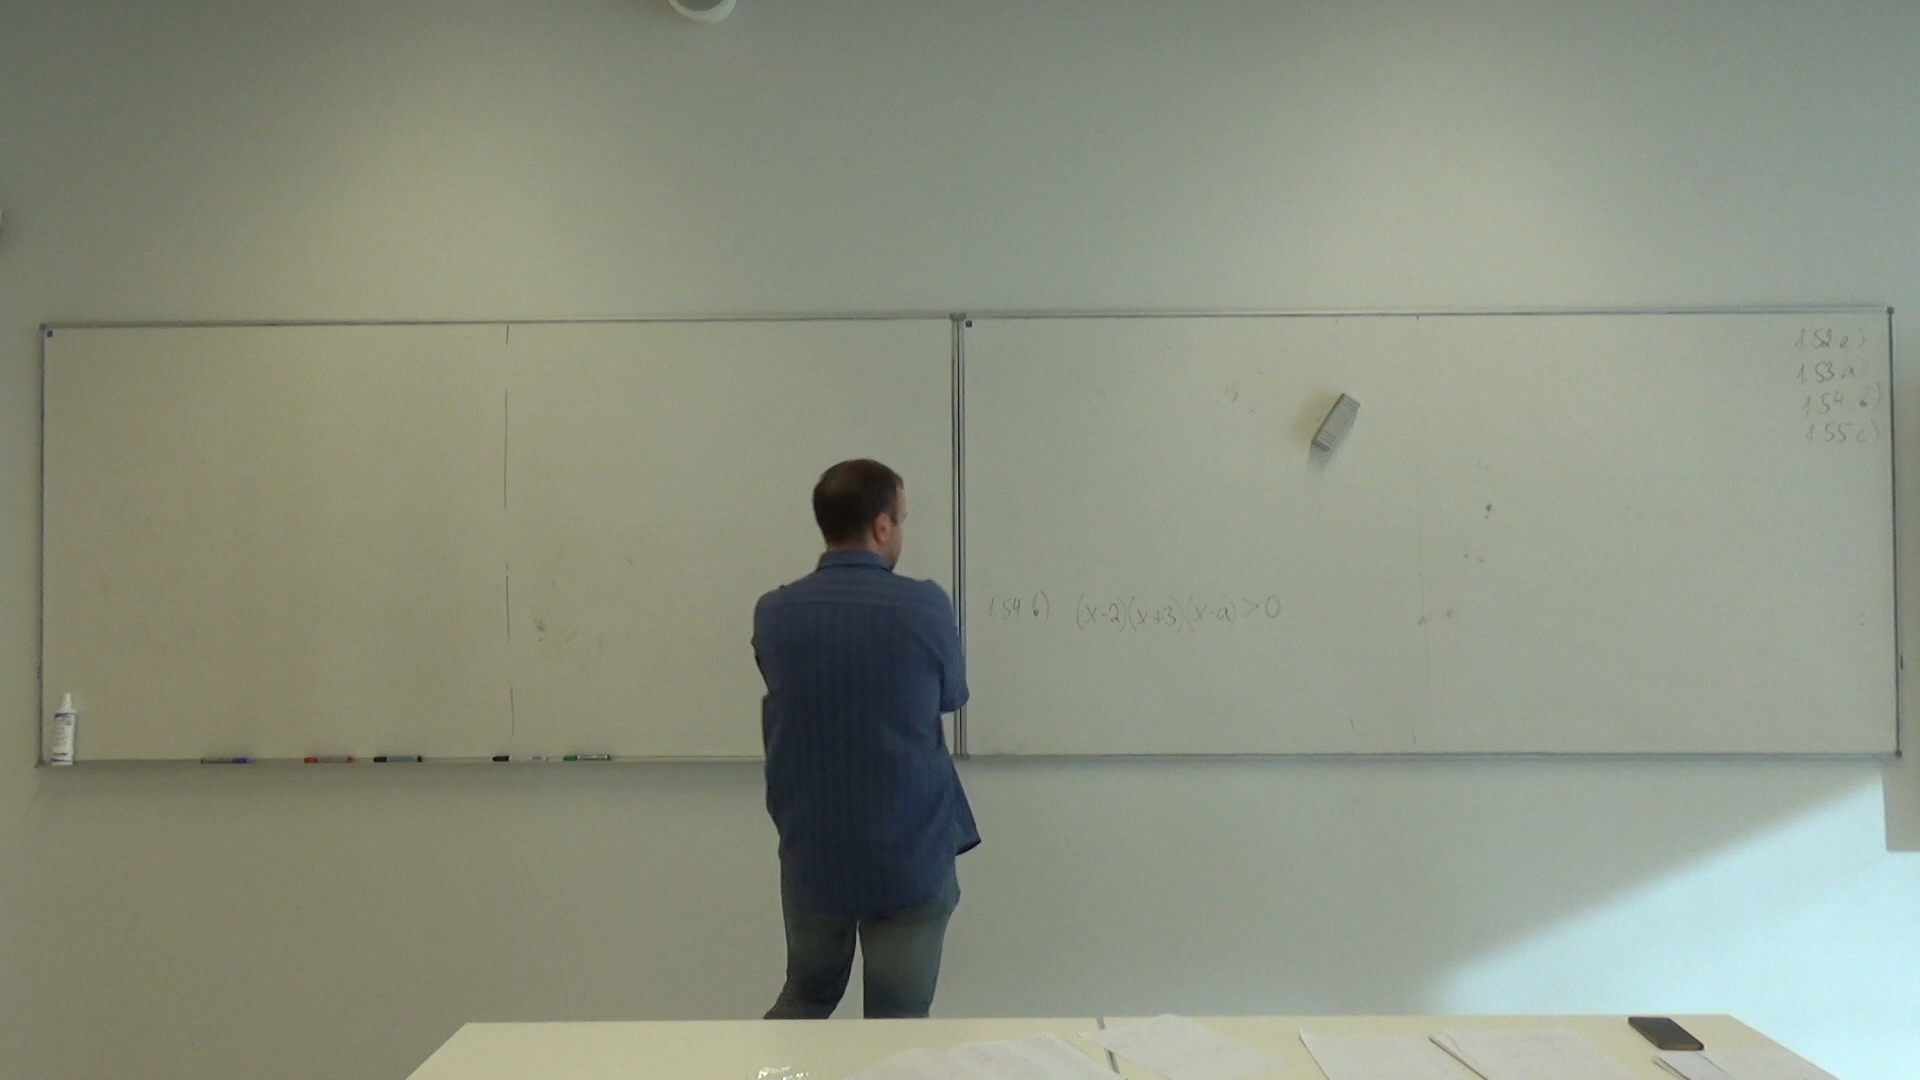 1.52 e)
1.53 a)
1.54 b)
1.55 c)
1.54 b) (x-2)(x+3)(x-a)>0